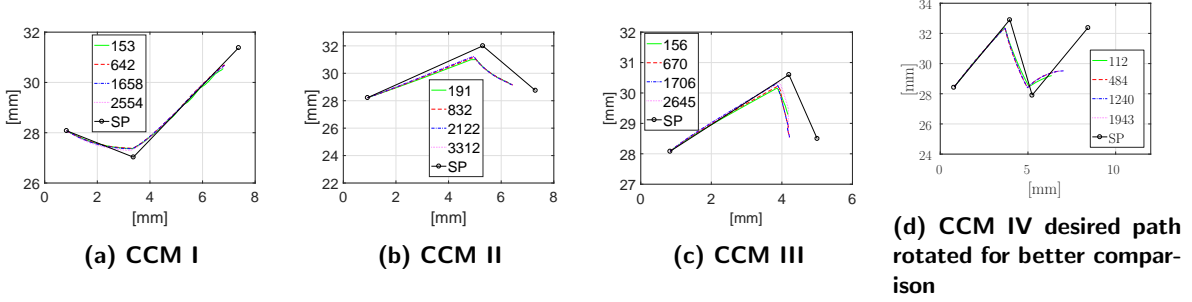 32
30
28
26
[mm]
153
642
1658
2554
SP
0 2 4 6 8
[mm]
(a) CCM I
32
30
28
26
24
22
[mm]
191
832
2122
3312
SP
0 2 4 6 8
[mm]
(b) CCM II
32
31
30
29
28
27
[mm]
156
670
1706
2645
SP
0 2 4 6
[mm]
(c) CCM III
34
32
30
28
26
24
[mm]
112
484
1240
1943
SP
0 5 10
[mm]
(d) CCM IV desired path
rotated for better compar-
ison